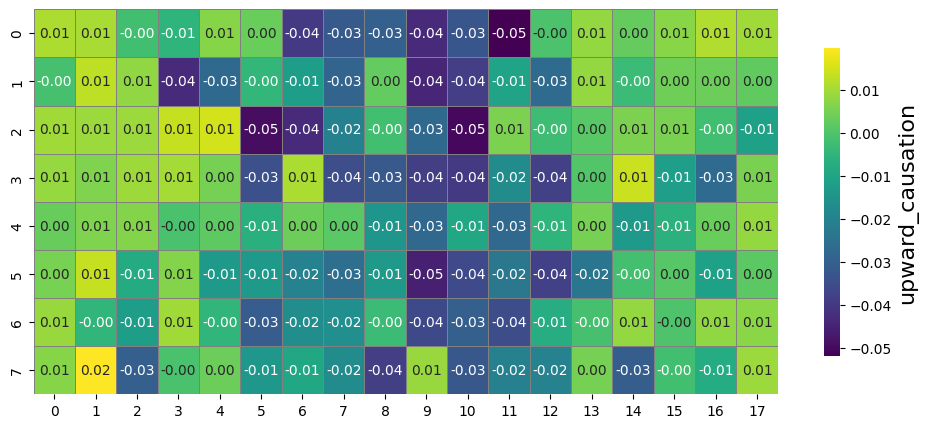 0 0.01 0.01 -0.00 -0.01 0.01 0.00 -0.04 -0.03 -0.03 -0.04 -0.03 -0.05 -0.00 0.01 0.00 0.01 0.01 0.01
1 -0.00 0.01 0.01 -0.04 -0.03 -0.00 -0.01 -0.03 0.00 -0.04 -0.04 -0.01 -0.03 0.01 -0.00 0.00 0.00 0.00
2 0.01 0.01 0.01 0.01 0.01 -0.05 -0.04 -0.02 -0.00 -0.03 -0.05 0.01 -0.00 0.00 0.01 0.01 -0.00 -0.01
3 0.01 0.01 0.01 0.01 0.00 -0.03 0.01 -0.04 -0.03 -0.04 -0.04 -0.02 -0.04 0.00 0.01 -0.01 -0.03 0.01
4 0.00 0.01 0.01 -0.00 0.00 -0.01 0.00 0.00 -0.01 -0.03 -0.01 -0.03 -0.01 0.00 -0.01 -0.01 0.00 0.01
5 0.00 0.01 -0.01 0.01 -0.01 -0.01 -0.02 -0.03 -0.01 -0.05 -0.04 -0.02 -0.04 -0.02 -0.00 0.00 -0.01 0.00
6 0.01 -0.00 -0.01 0.01 -0.00 -0.03 -0.02 -0.02 -0.00 -0.04 -0.03 -0.04 -0.01 -0.00 0.01 -0.00 0.01 0.01
7 0.01 0.02 -0.03 -0.00 0.00 -0.01 -0.01 -0.02 -0.04 0.01 -0.03 -0.02 -0.02 0.00 -0.03 -0.00 -0.01 0.01
0 1 2 3 4 5 6 7 8 9 10 11 12 13 14 15 16 17
0.01
0.00
−0.01
−0.02
−0.03
−0.04
−0.05
upward_causation